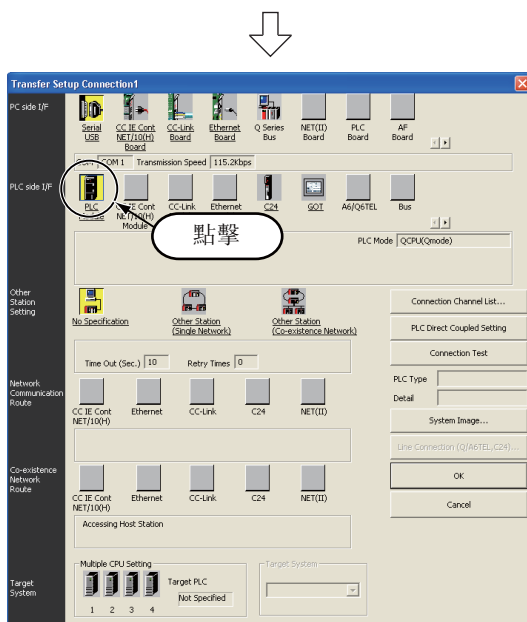 Transfer Setup Connection1
PC side I/F
Serial
USB
CC IE Cont
NET/10(H)
Board
CC-Link
Board
Ethernet
Board
Q Series
Bus
NET(II)
Board
PLC
Board
AF
Board
COM 1
Transmission Speed
115.2Kbps
PLC side I/F
PLC
CC-Link
Ethernet
C24
GOT
A6/Q6TEL
Bus
NET/10(H)
Module
點擊
PLC Mode
QCPU(Qmode)
Other
Station
Setting
No Specification
Other Station
(Single Network)
Other Station
(Co-existence Network)
Time Out (Sec.)
10
Retry Times
0
Connection Channel List...
PLC Direct Coupled Setting
Connection Test
PLC Type
Detail
System Image...
Line Connection (Q/A6TEL,C24)...
OK
Cancel
Network
Communication
Route
CC IE Cont
NET/10(H)
Ethernet
CC-Link
C24
NET(II)
Co-existence
Network
Route
CC IE Cont
NET/10(H)
Ethernet
CC-Link
C24
NET(II)
Accessing Host Station
Target
System
Multiple CPU Setting
1 2 3 4
Target PLC
Not Specified
Target System